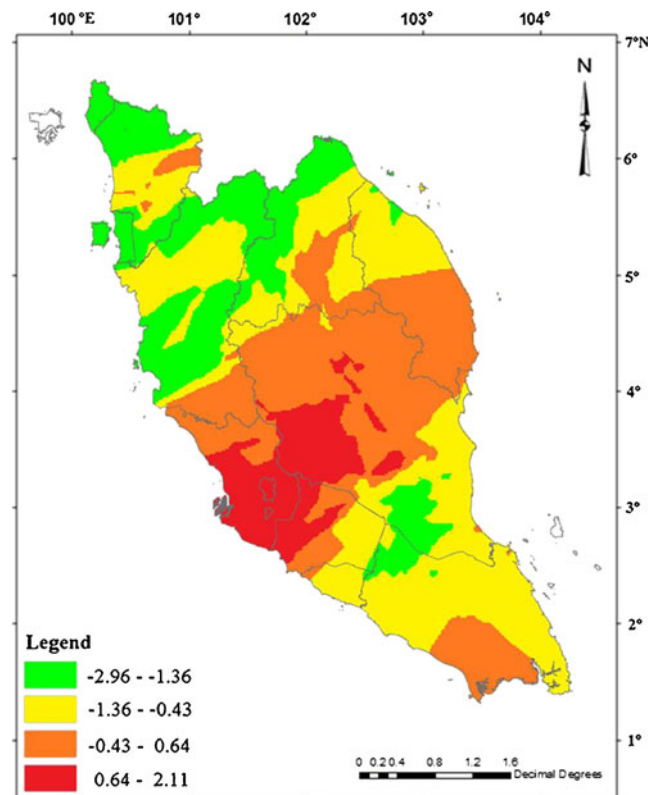 100 °E 101° 102° 103° 104°
7°N
N
6°
5°
4°
3°
Legend
2°
-2.96 - -1.36
-1.36 - -0.43
-0.43 - 0.64
1°
0.64 - 2.11
0 0.2 0.4 0.8 1.2 1.6
Decimal Degrees